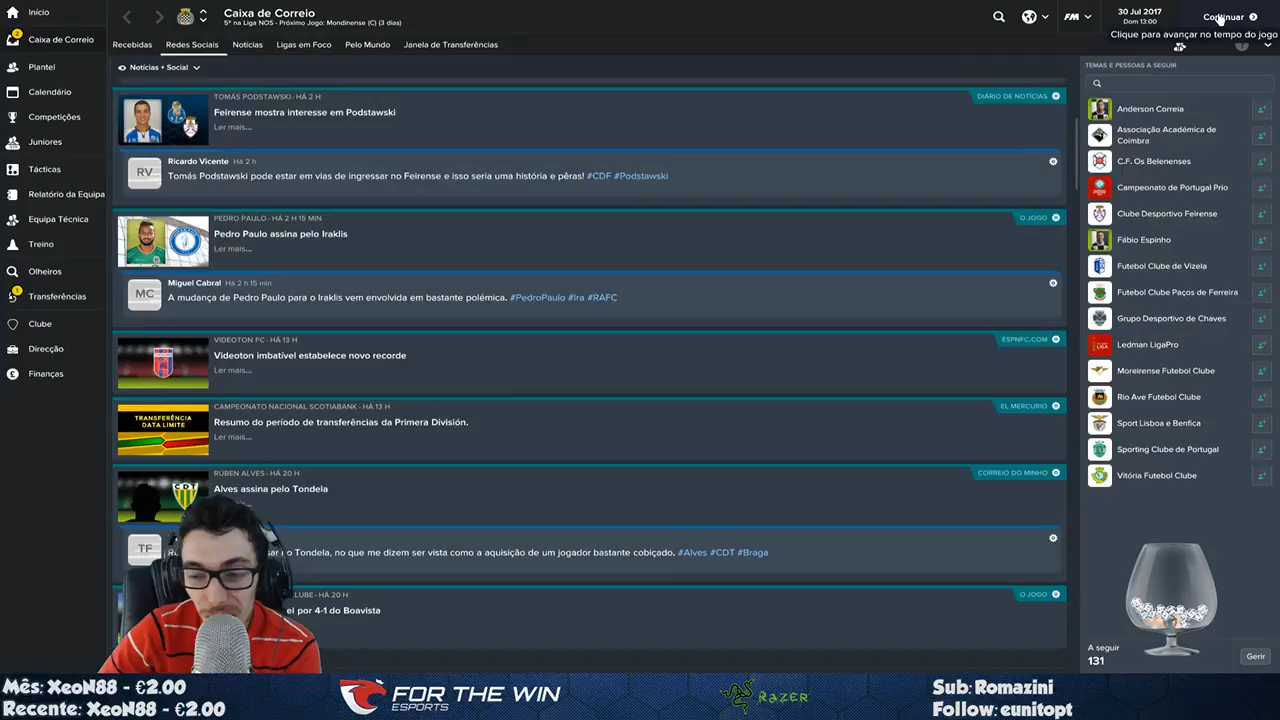 Início
Caixa de Correio
5º na Liga NOS - Próximo Jogo: Mondinense (C) (3 dias)
FM
30 Jul 2017
Dom 13:00
Continuar
Clique para avançar no tempo do jogo
2
Caixa de Correio
Recebidas
Redes Sociais
Notícias
Ligas em Foco
Pelo Mundo
Janela de Transferências
Plantel
Calendário
Competições
Juniores
Tácticas
Relatório da Equipa
Equipa Técnica
Treino
Olheiros
1
Transferências
Clube
Direcção
Finanças
Notícias + Social
TOMÁS PODSTAWSKI - HÁ 2 H
DIÁRIO DE NOTÍCIAS
Feirense mostra interesse em Podstawski
Ler mais...
RV
Ricardo Vicente Há 2 h
Tomás Podstawski pode estar em vias de ingressar no Feirense e isso seria uma história e pêras! #CDF #Podstawski
PEDRO PAULO - HÁ 2 H 15 MIN
O JOGO
Pedro Paulo assina pelo Iraklis
Ler mais...
MC
Miguel Cabral Há 2 h 15 min
A mudança de Pedro Paulo para o Iraklis vem envolvida em bastante polémica. #PedroPaulo #Ira #RAFC
VIDEOTON FC - HÁ 13 H
ESPNFC.COM
Videoton imbatível estabelece novo recorde
Ler mais...
TRANSFERÊNCIA
DATA LIMITE
CAMPEONATO NACIONAL SCOTIABANK - HÁ 13 H
EL MERCURIO
Resumo do período de transferências da Primera División.
Ler mais...
CDT
RÚBEN ALVES - HÁ 20 H
CORREIO DO MINHO
Alves assina pelo Tondela
TF
no Tondela, no que me dizem ser vista como a aquisição de um jogador bastante cobiçado. #Alves #CDT #Braga
LUBE - HÁ 20 H
O JOGO
el por 4-1 do Boavista
TEMAS E PESSOAS A SEGUIR
Anderson Correia
Associação Académica de
Coimbra
C.F. Os Belenenses
Campeonato de Portugal Prio
Clube Desportivo Feirense
Fábio Espinho
Futebol Clube de Vizela
Futebol Clube Paços de Ferreira
Grupo Desportivo de Chaves
Ledman LigaPro
Moreirense Futebol Clube
Rio Ave Futebol Clube
Sport Lisboa e Benfica
Sporting Clube de Portugal
Vitória Futebol Clube
A seguir
131
Gerir
Mês: XeoN88 - €2.00
Recente: XeoN88 - €2.00
FOR THE WIN
ESPORTS
RAZER
Sub: Romazini
Follow: eunitopt